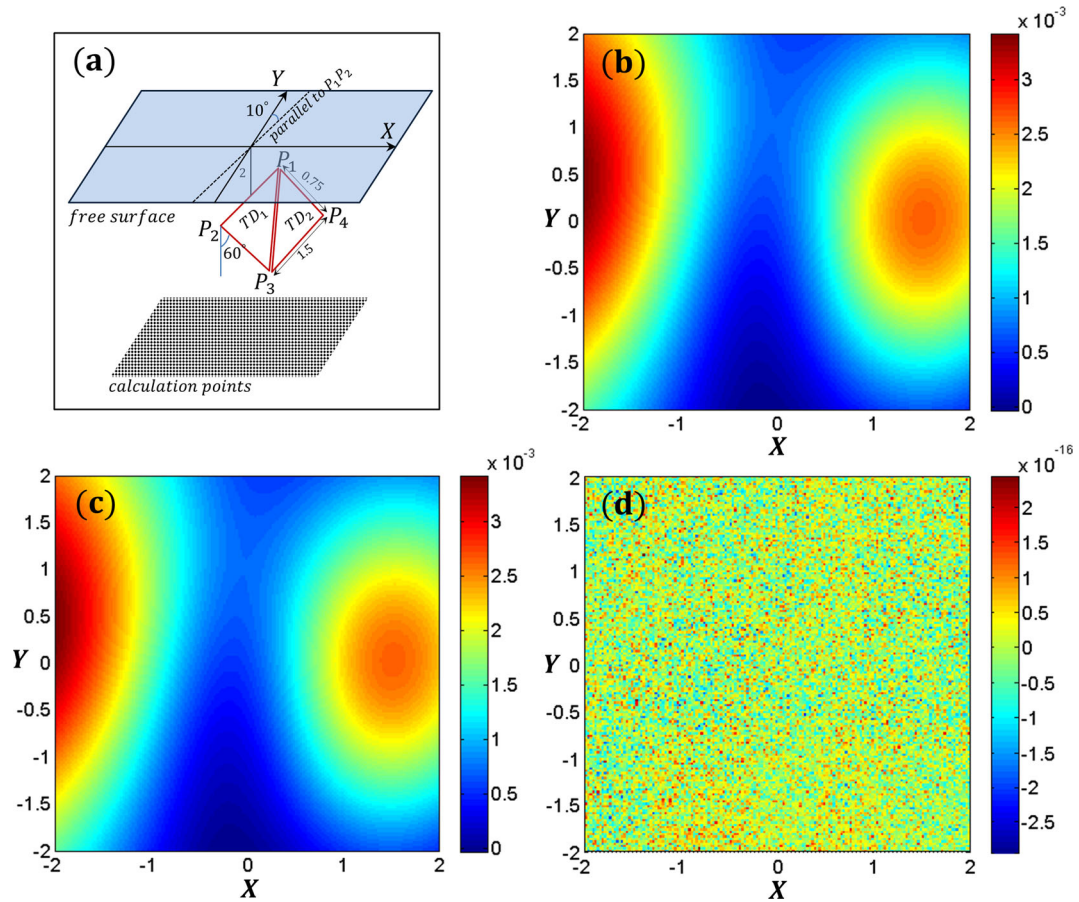 (a)
Y
10°
parallel to P₁P₂
X
2
P₁
0.75
free surface
TD₁
TD₂
P₂
P₄
60°
1.5
P₃
calculation points
(b)
x 10⁻³
2
1.5
1
0.5
Y
0
-0.5
-1
-1.5
-2
-2 -1 0 1 2
X
3
2.5
2
1.5
1
0.5
0
(c)
x 10⁻³
2
1.5
1
0.5
Y
0
-0.5
-1
-1.5
-2
-2 -1 0 1 2
X
3
2.5
2
1.5
1
0.5
0
(d)
x 10⁻¹⁶
2
1.5
1
0.5
Y
0
-0.5
-1
-1.5
-2
-2 -1 0 1 2
X
2
1.5
1
0.5
0
-0.5
-1
-1.5
-2
-2.5